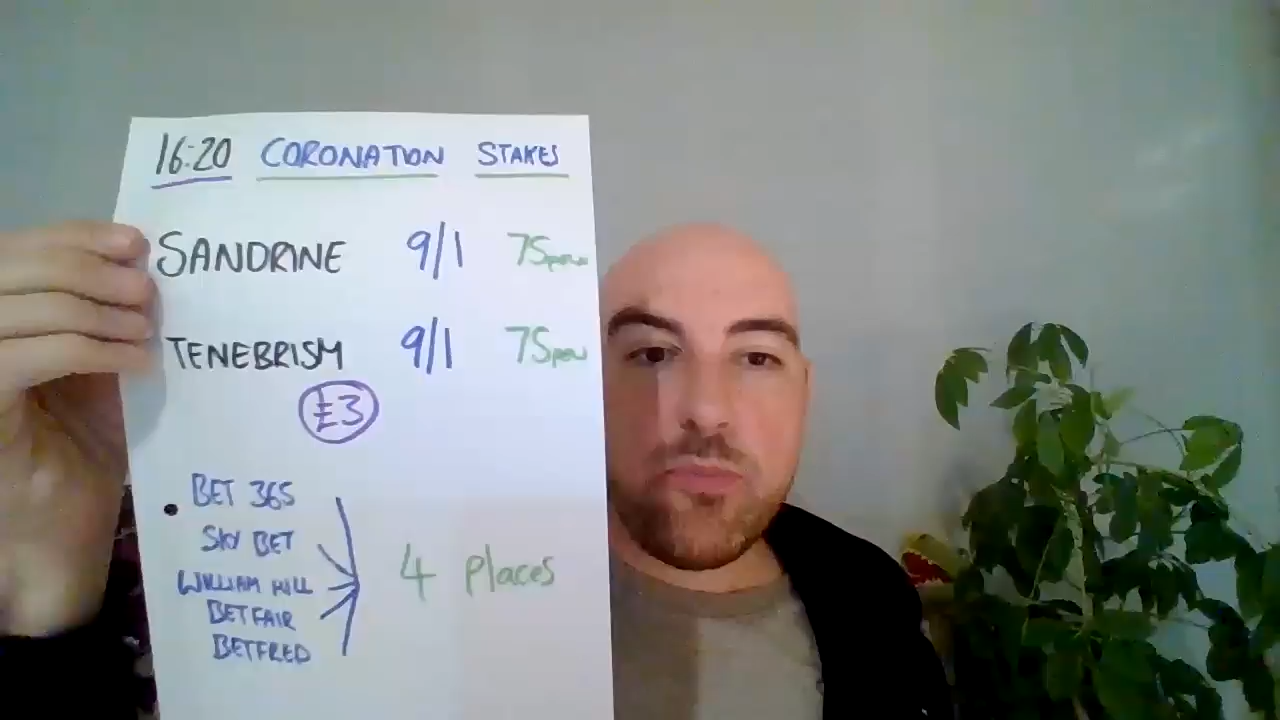 16:20 CORONATION STAKES
SANDRINE 9/1 75pew
TENEBRISM 9/1 75pew
£3
BET 365
SKY BET
WILLIAM HILL
BETFAIR
BETFRED
4 places